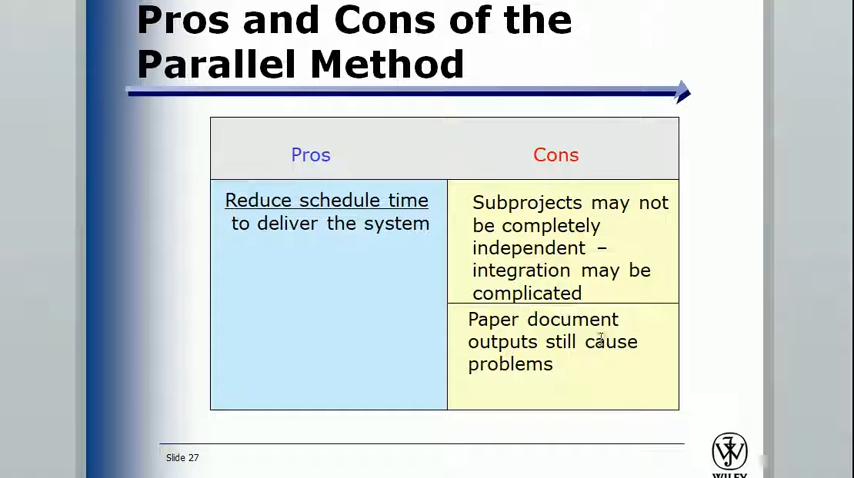 Pros and Cons of the
Parallel Method
Pros
Cons
Reduce schedule time
to deliver the system
Subprojects may not
be completely
independent –
integration may be
complicated
Paper document
outputs still cause
problems
Slide 27
WILEY